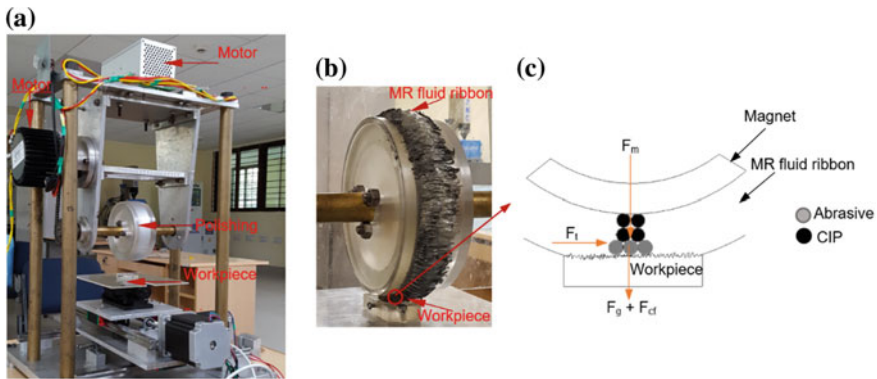 (a)
Motor
Motor
Polishing
Workpiece
(b)
MR fluid ribbon
Workpiece
(c)
Magnet
Fm
MR fluid ribbon
Abrasive
CIP
Ft
Workpiece
Fg + Fcf